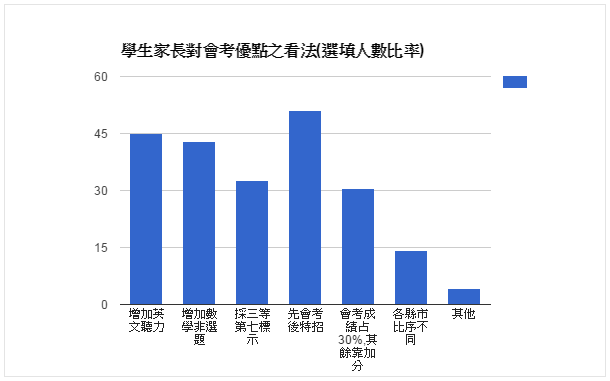 學生家長對會考優點之看法(選填人數比率)
60
45
30
15
0
增加英
文聽力
增加數
學非選
題
採三等
第七標
示
先會考
後特招
會考成
績占
30%,其
餘靠加
分
各縣市
比序不
同
其他